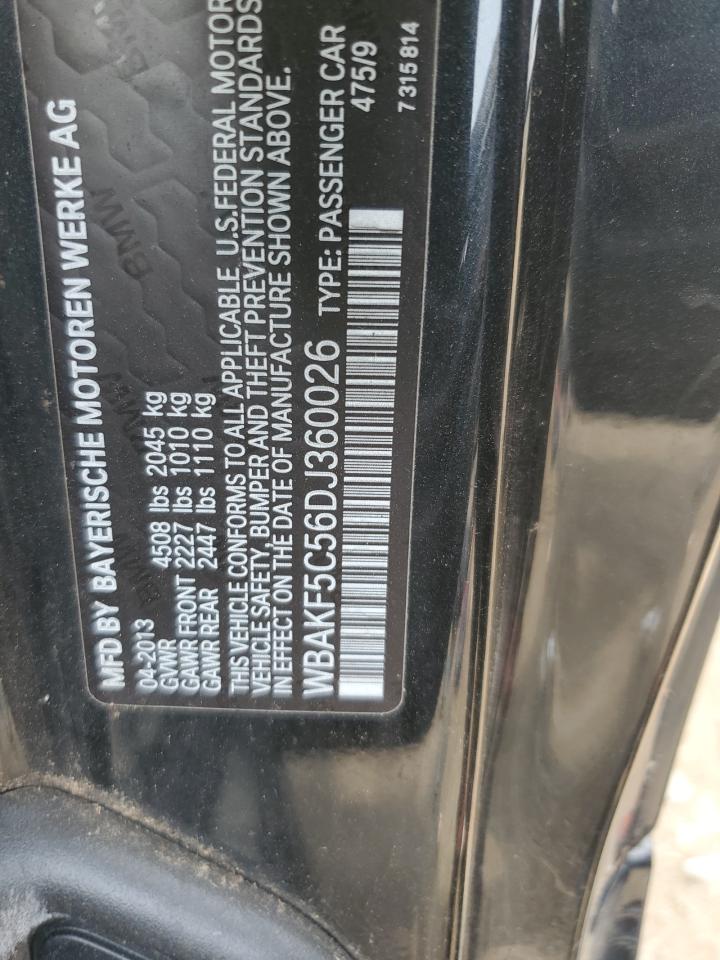 MFD BY BAYERISCHE MOTOREN WERKE AG
04-2013
GVWR 4508 lbs 2045 kg
GAWR FRONT 2227 lbs 1010 kg
GAWR REAR 2447 lbs 1110 kg
THIS VEHICLE CONFORMS TO ALL APPLICABLE U.S.FEDERAL MOTOR
VEHICLE SAFETY, BUMPER AND THEFT PREVENTION STANDARDS
IN EFFECT ON THE DATE OF MANUFACTURE SHOWN ABOVE.
WBAKF5C56DJ360026 TYPE: PASSENGER CAR
475/9
7 315 814
BMW